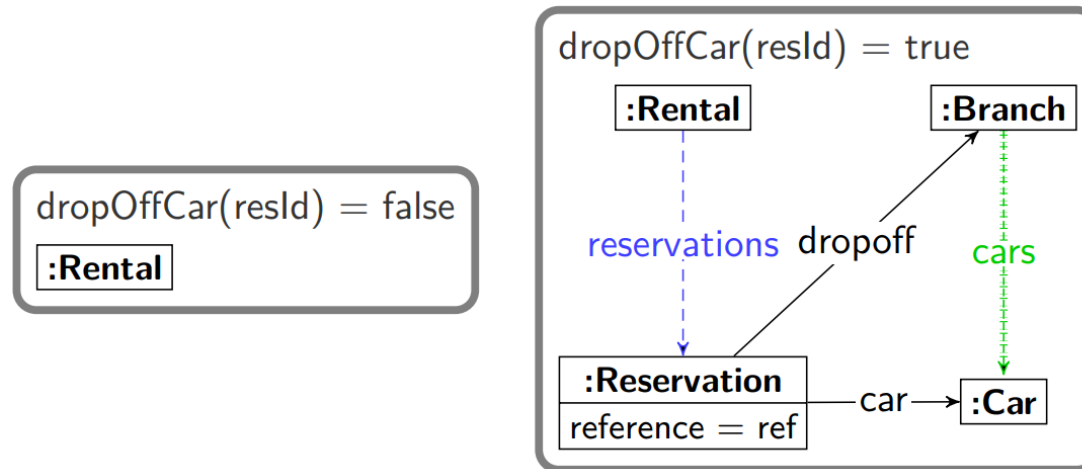 dropOffCar(resId) = false
:Rental
dropOffCar(resId) = true
:Rental
:Branch
reservations
dropoff
cars
:Reservation
reference = ref
car
:Car